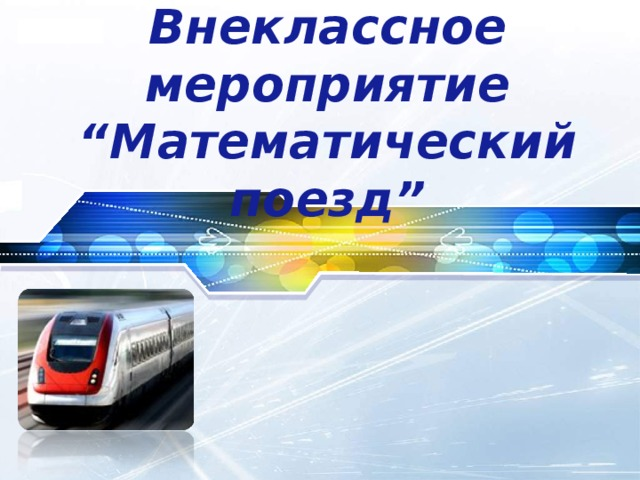 Внеклассное
мероприятие
“Математический
поезд”